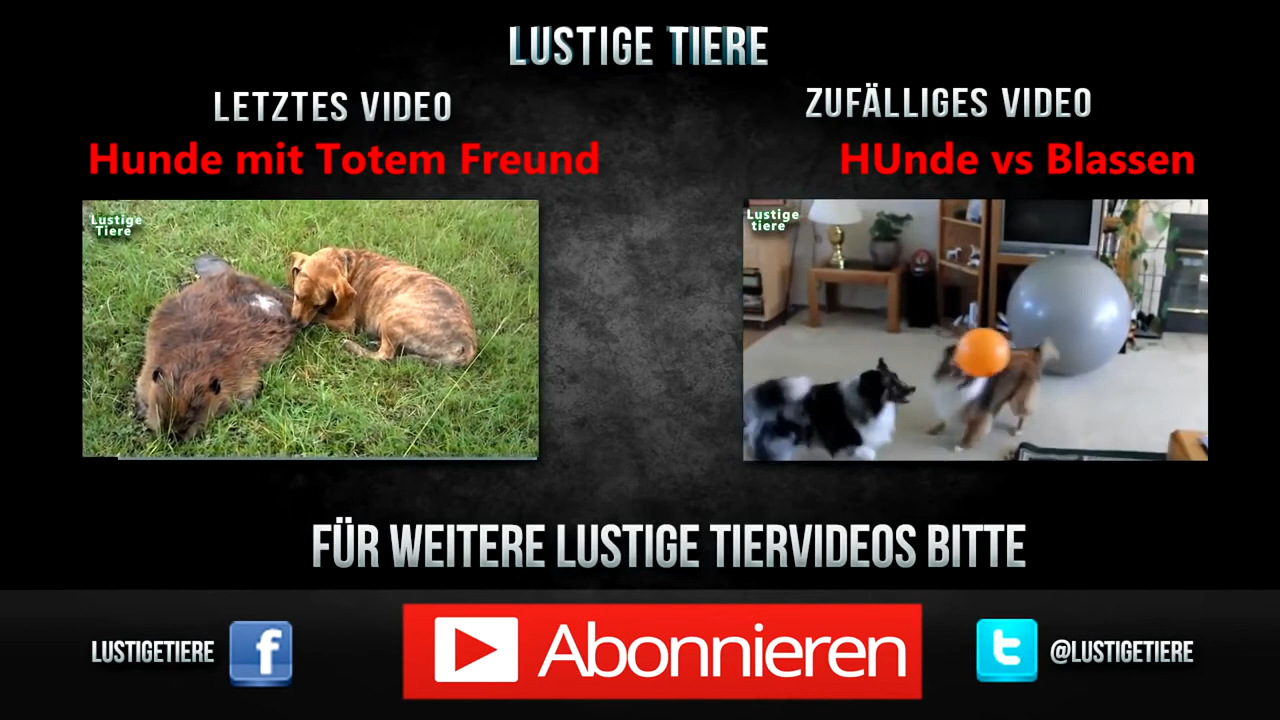 LUSTIGE TIERE
LETZTES VIDEO
Hunde mit Totem Freund
Lustige
Tiere
ZUFÄLLIGES VIDEO
HUnde vs Blassen
Lustige
tiere
FÜR WEITERE LUSTIGE TIERVIDEOS BITTE
LUSTIGETIERE
f
Abonnieren
t
@LUSTIGETIERE